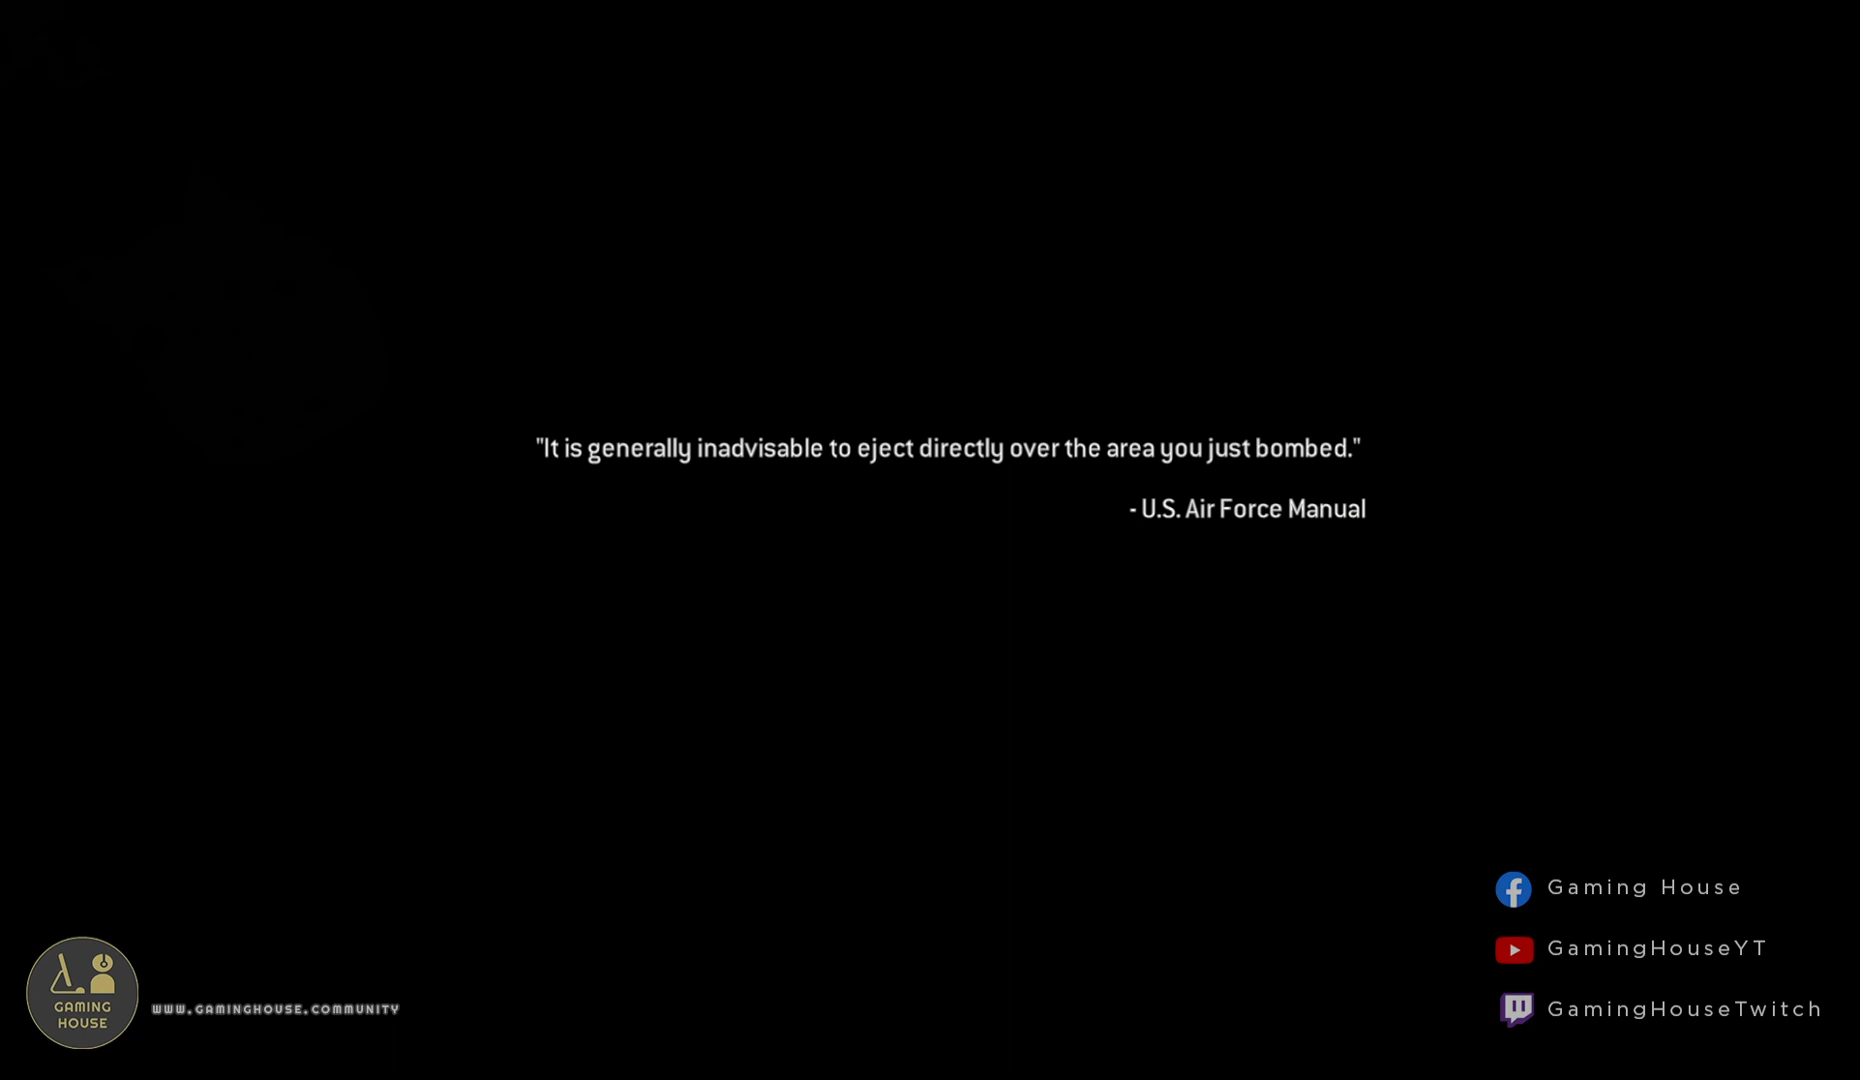 "It is generally inadvisable to eject directly over the area you just bombed."
- U.S. Air Force Manual
Gaming House
GamingHouseYT
GamingHouseTwitch
GAMING
HOUSE
WWW.GAMINGHOUSE.COMMUNITY